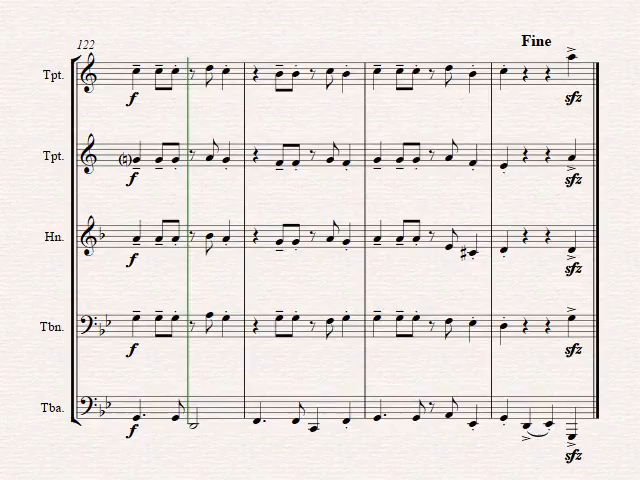 Fine
122
Tpt.
f
sfz
Tpt.
f
sfz
Hn.
f
sfz
Tbn.
f
sfz
Tba.
f
sfz